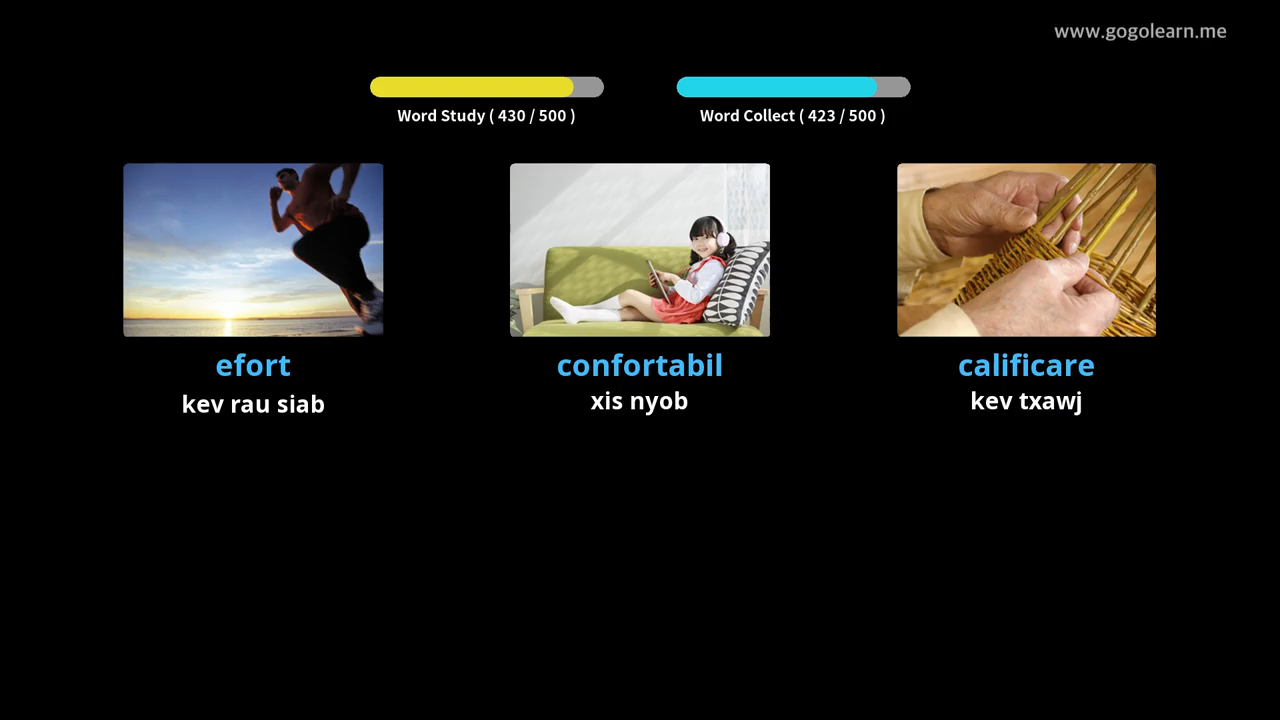 www.gogolearn.me
Word Study ( 430 / 500 )
Word Collect ( 423 / 500 )
efort
kev rau siab
confortabil
xis nyob
calificare
kev txawj